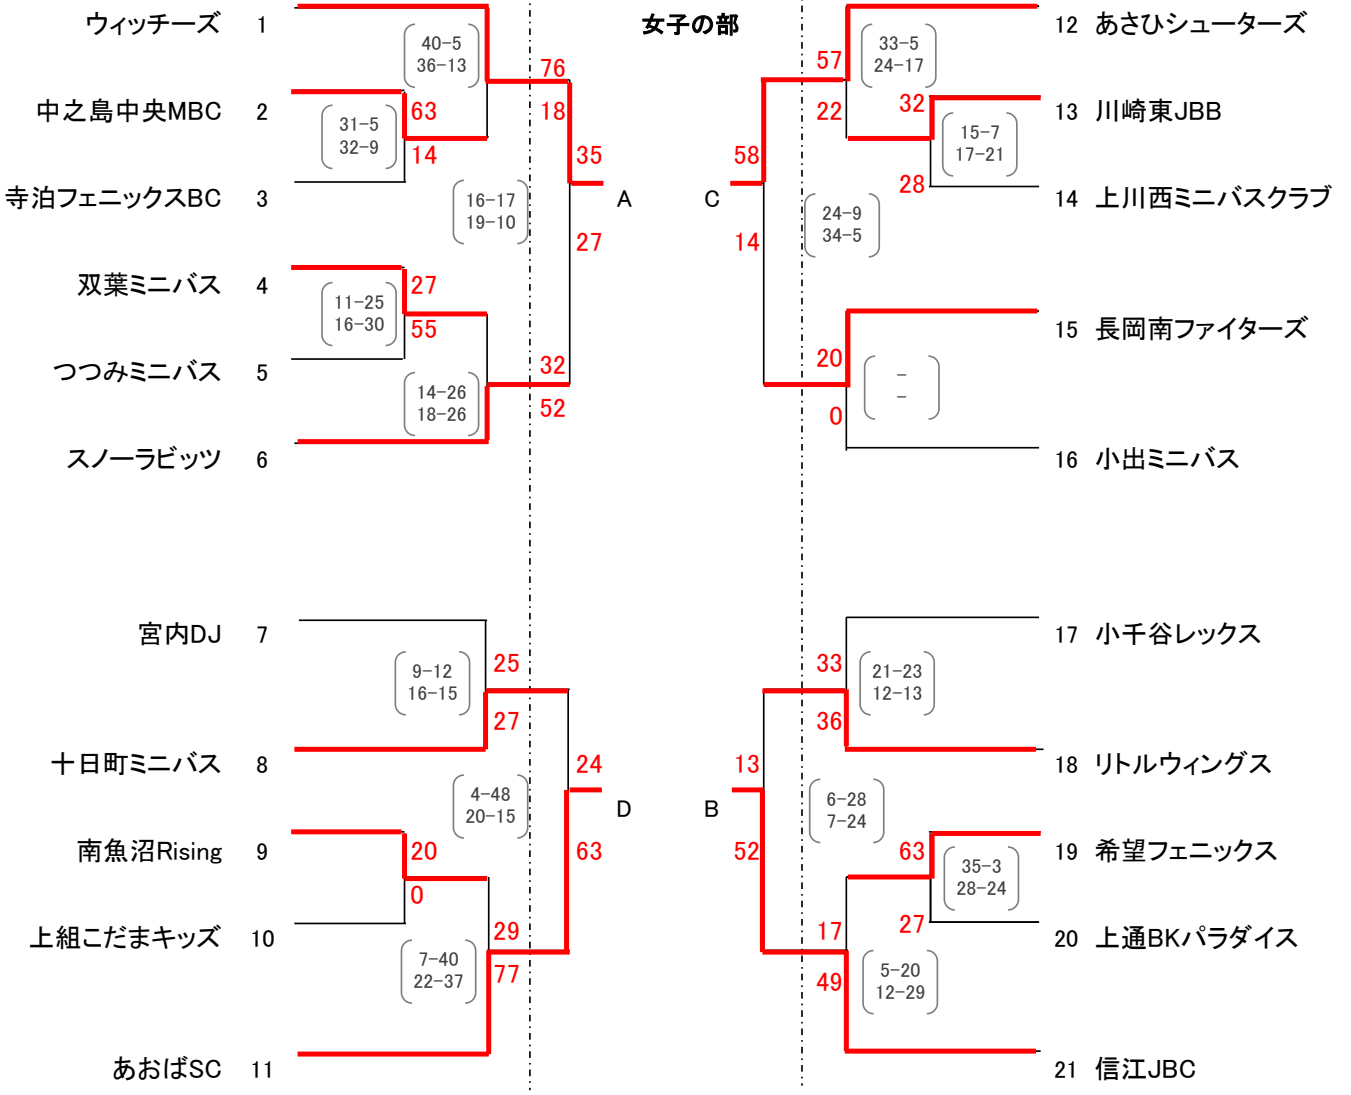 女子の部
ウィッチーズ 1
40-5
36-13
76
中之島中央MBC 2
63
18
31-5
32-9
14
35
寺泊フェニックスBC 3
16-17
19-10
A
27
双葉ミニバス 4
27
11-25
16-30
55
つつみミニバス 5
32
14-26
18-26
52
スノーラビッツ 6
宮内DJ 7
25
9-12
16-15
27
十日町ミニバス 8
24
4-48
20-15
D
南魚沼Rising 9
20
63
0
上組こだまキッズ 10
29
7-40
22-37
77
あおばSC 11
12 あさひシューターズ
57
33-5
24-17
13 川崎東JBB
22
32
15-7
17-21
58
28
14 上川西ミニバスクラブ
C
24-9
34-5
14
15 長岡南ファイターズ
20
-
-
0
16 小出ミニバス
17 小千谷レックス
33
21-23
12-13
36
18 リトルウィングス
13
6-28
7-24
B
19 希望フェニックス
52
63
35-3
28-24
27
20 上通BKパラダイス
17
5-20
12-29
49
21 信江JBC